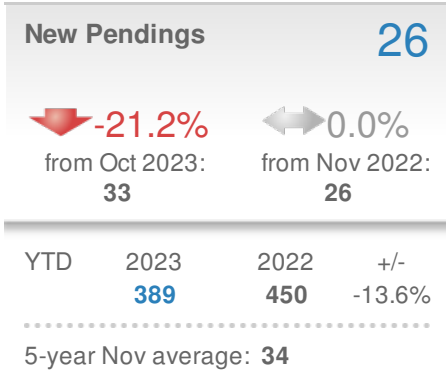 New Pendings 26
-21.2% 0.0%
from Oct 2023: from Nov 2022:
33 26
YTD 2023 2022 +/-
389 450 -13.6%
5-year Nov average: 34